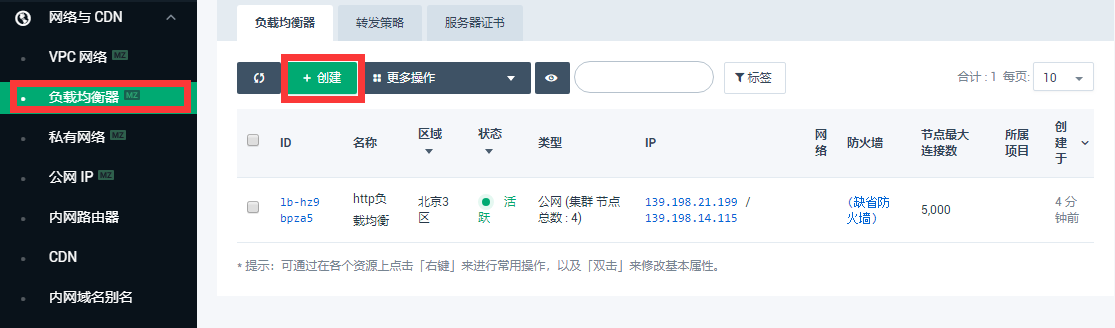 网络与 CDN
VPC 网络 MZ
负载均衡器 MZ
私有网络 MZ
公网 IP MZ
内网路由器
CDN
内网域名别名
负载均衡器 转发策略 服务器证书
+ 创建 更多操作 标签 合计 : 1 每页: 10
ID 名称 区域 状态 类型 IP 网络 防火墙 节点最大连接数 所属项目 创建于
lb-hz9 http负 北京3 活 公网 (集群 节点 139.198.21.199 / (缺省防 5,000 4 分
bpza5 载均衡 区 跃 总数 : 4) 139.198.14.115 火墙) 钟前
* 提示：可通过在各个资源上点击「右键」来进行常用操作，以及「双击」来修改基本属性。